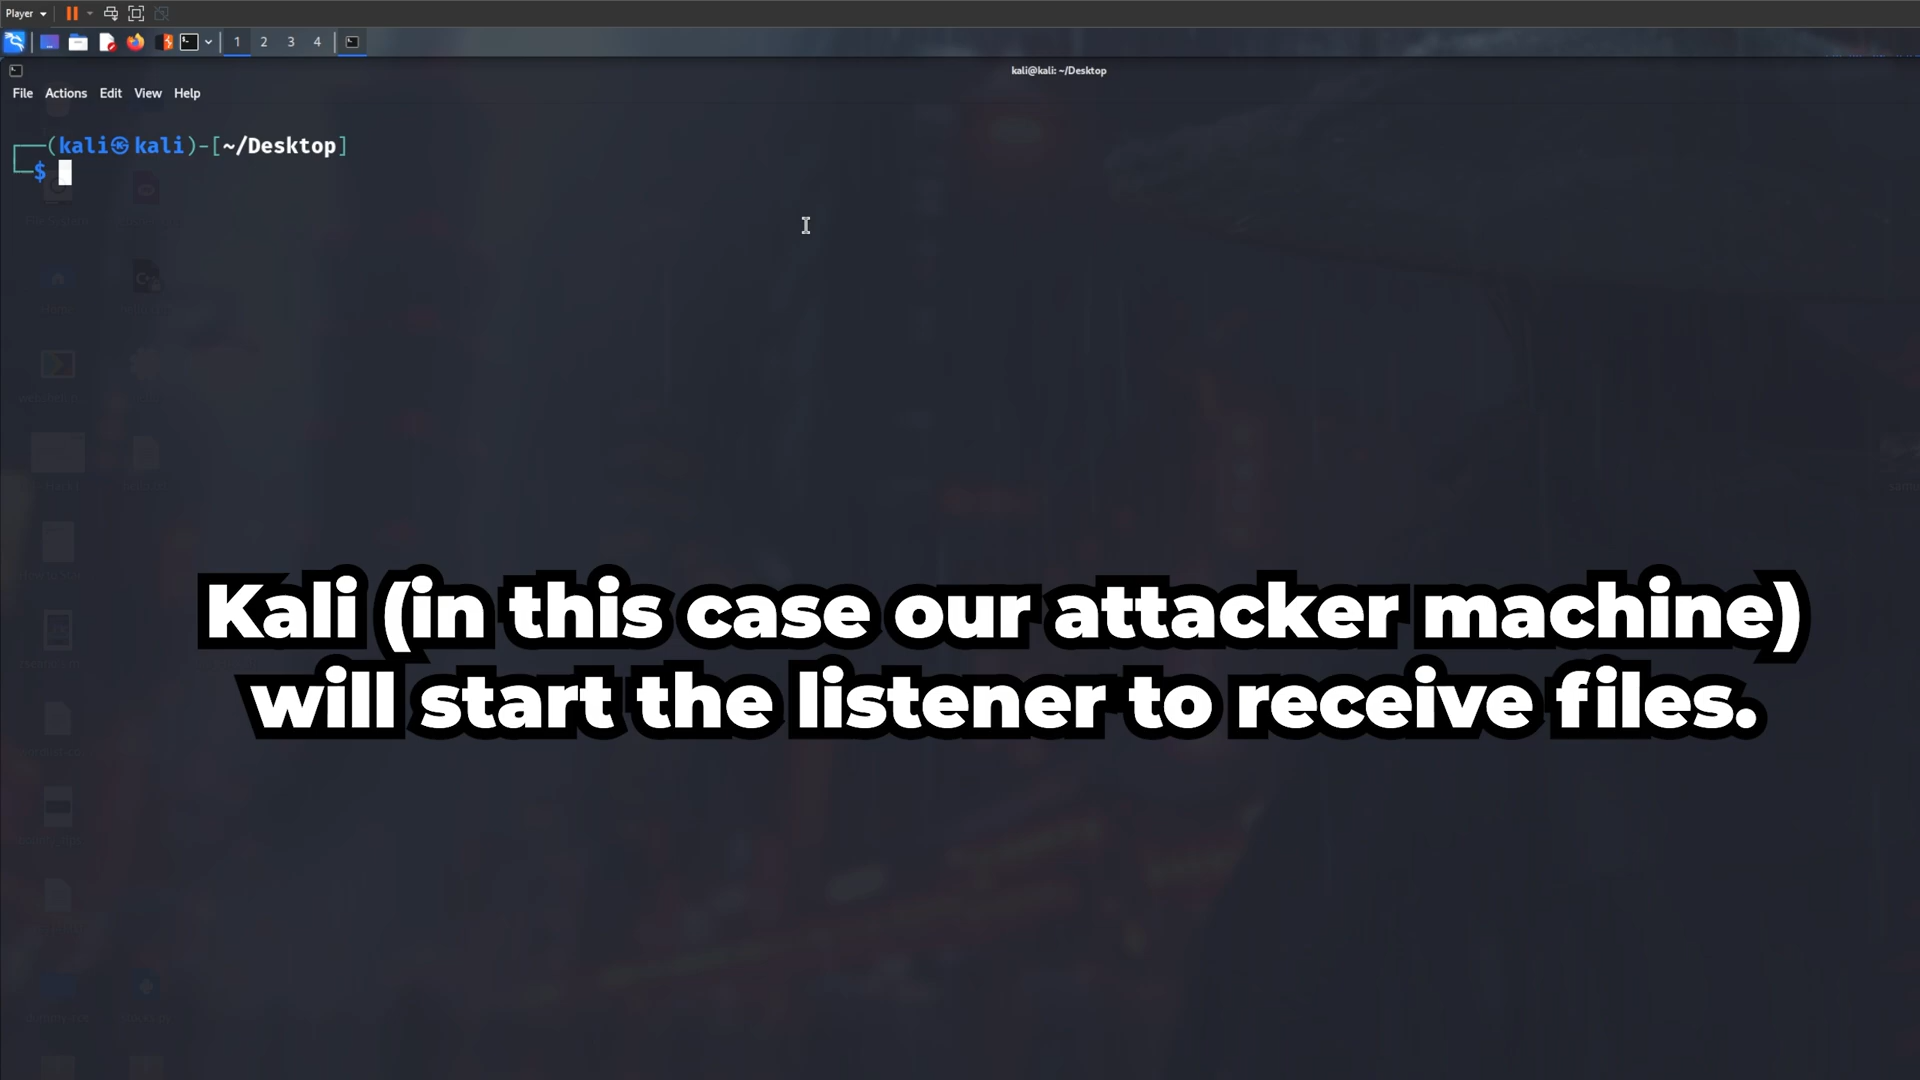 Player
1 2 3 4
kali@kali: ~/Desktop
File Actions Edit View Help
┌──(kali㉿kali)-[~/Desktop]
└─$
Kali (in this case our attacker machine)
will start the listener to receive files.